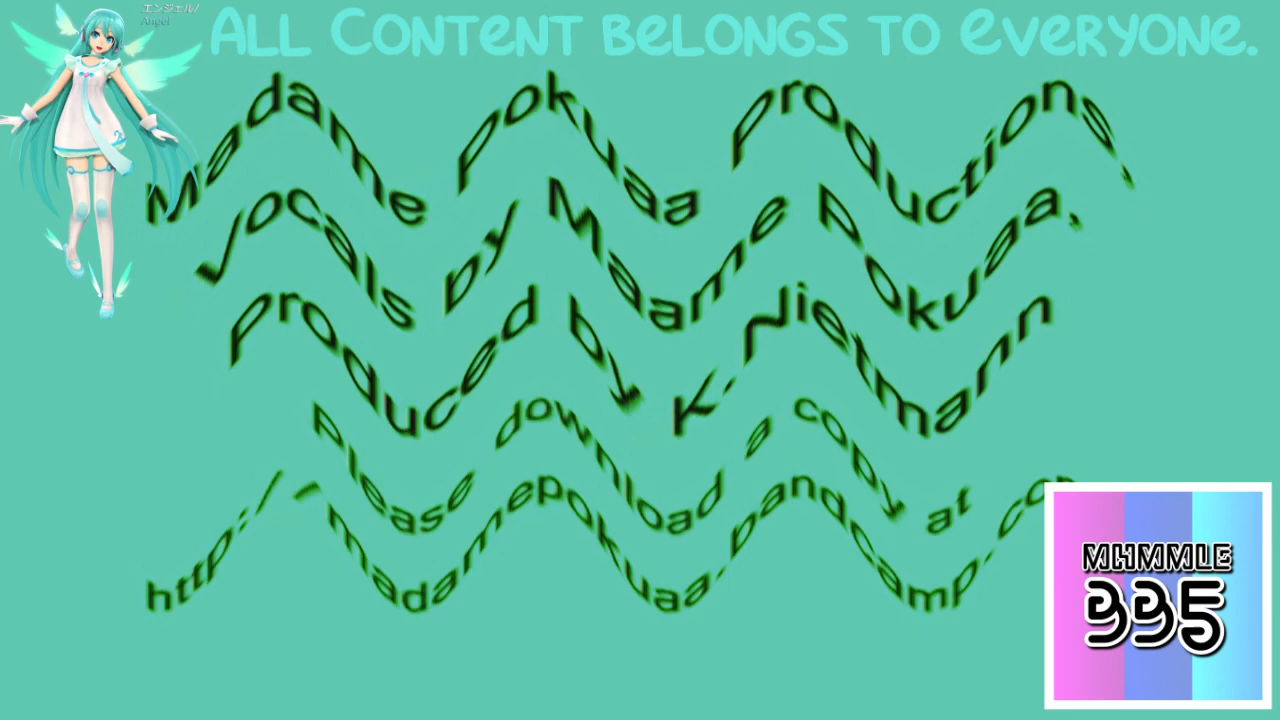 エンジェル/
Angel
All Content belongs to everyone.
Madame Pokuaa Productions,
Vocals by Maame Pokuaa,
Produced by K. Nietmann
Please download a copy at
http://madamepokuaa.bandcamp.com
MHMMLE
335